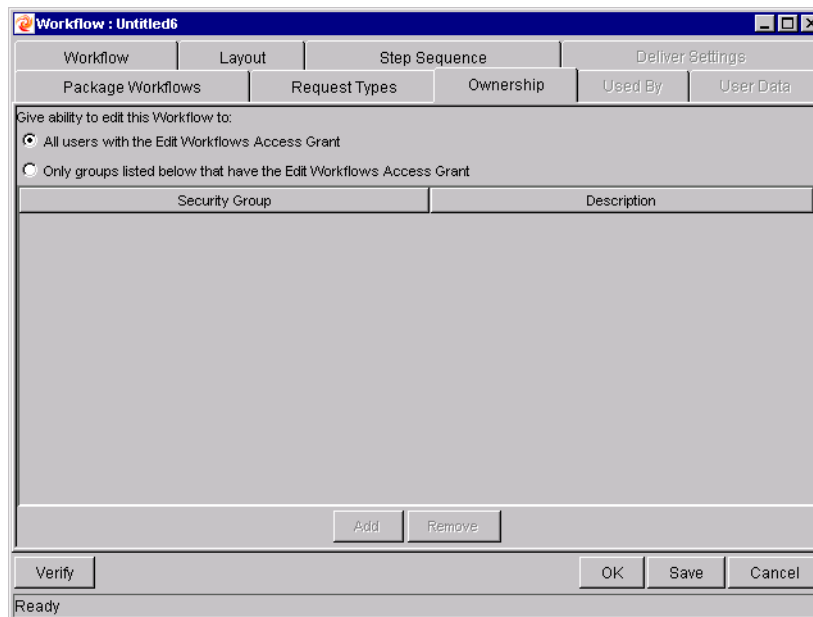 Workflow : Untitled6
Workflow Layout Step Sequence Deliver Settings
Package Workflows Request Types Ownership Used By User Data
Give ability to edit this Workflow to:
All users with the Edit Workflows Access Grant
Only groups listed below that have the Edit Workflows Access Grant
Security Group Description
Add Remove
Verify OK Save Cancel
Ready